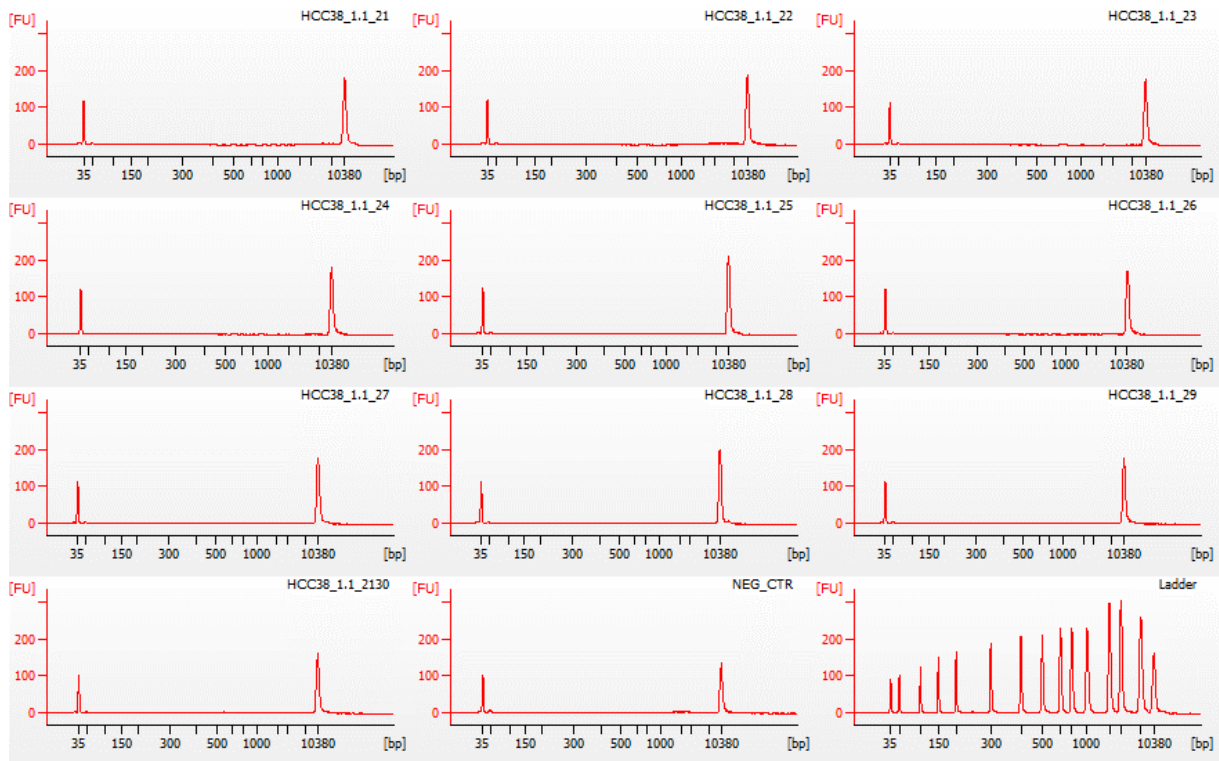 [FU] HCC38_1.1_21
200
100
0
35 150 300 500 1000 10380 [bp]
[FU] HCC38_1.1_22
200
100
0
35 150 300 500 1000 10380 [bp]
[FU] HCC38_1.1_23
200
100
0
35 150 300 500 1000 10380 [bp]
[FU] HCC38_1.1_24
200
100
0
35 150 300 500 1000 10380 [bp]
[FU] HCC38_1.1_25
200
100
0
35 150 300 500 1000 10380 [bp]
[FU] HCC38_1.1_26
200
100
0
35 150 300 500 1000 10380 [bp]
[FU] HCC38_1.1_27
200
100
0
35 150 300 500 1000 10380 [bp]
[FU] HCC38_1.1_28
200
100
0
35 150 300 500 1000 10380 [bp]
[FU] HCC38_1.1_29
200
100
0
35 150 300 500 1000 10380 [bp]
[FU] HCC38_1.1_2130
200
100
0
35 150 300 500 1000 10380 [bp]
[FU] NEG_CTR
200
100
0
35 150 300 500 1000 10380 [bp]
[FU] Ladder
200
100
0
35 150 300 500 1000 10380 [bp]